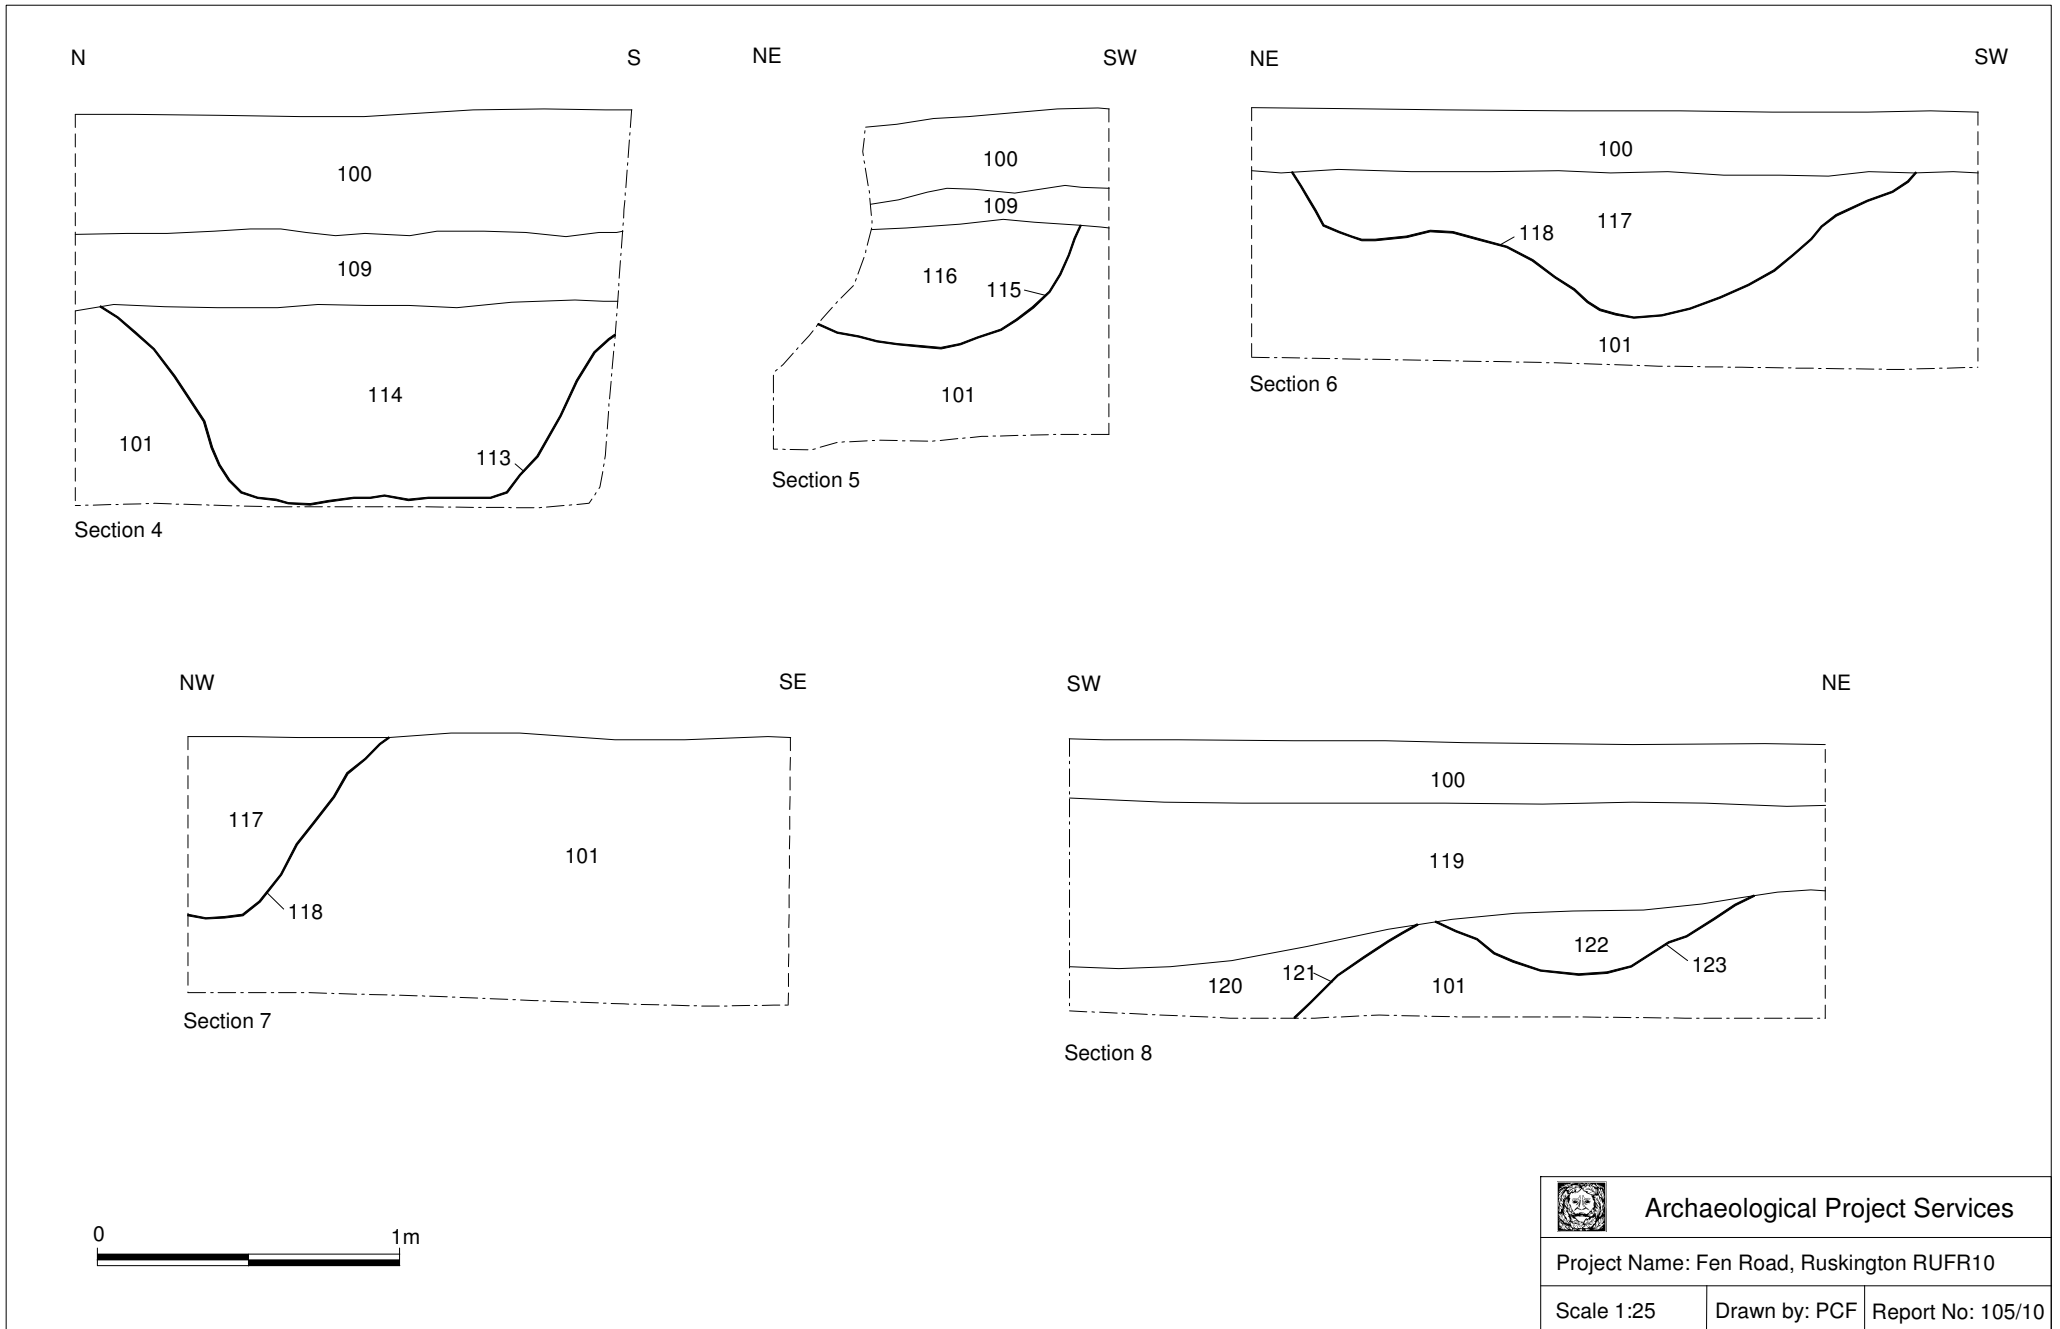 N S NE SW NE SW
100
109
114
101
113
Section 4
100
109
116
115
101
Section 5
100
117
118
101
Section 6
NW SE SW NE
117
101
118
Section 7
100
119
122
121
123
120
101
Section 8
0 1m
Archaeological Project Services
Project Name: Fen Road, Ruskington RUFR10
Scale 1:25 Drawn by: PCF Report No: 105/10